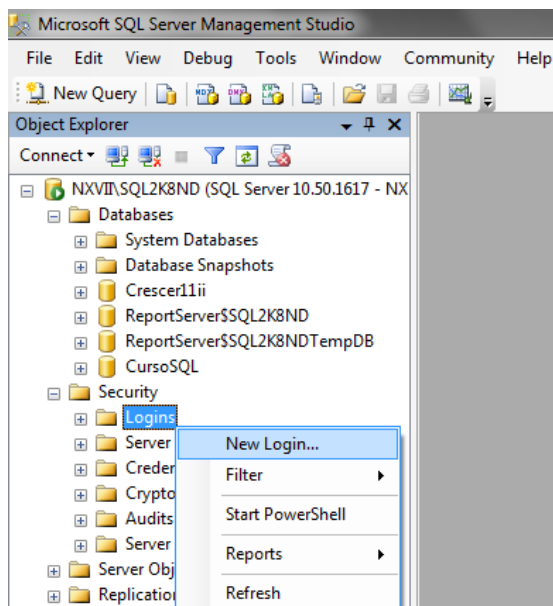 Microsoft SQL Server Management Studio
File Edit View Debug Tools Window Community Help
New Query
Object Explorer
Connect
NXVII\SQL2K8ND (SQL Server 10.50.1617 - NX
Databases
System Databases
Database Snapshots
Crescer11ii
ReportServer$SQL2K8ND
ReportServer$SQL2K8NDTempDB
CursoSQL
Security
Logins
New Login...
Server
Filter
Creden
Crypto
Start PowerShell
Audits
Server
Reports
Server Obj
Replication
Refresh